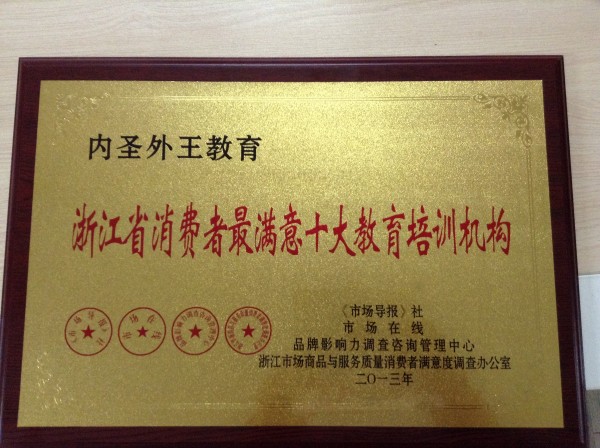 内圣外王教育
浙江省消费者最满意十大教育培训机构
《市场导报》社
市场在线
品牌影响力调查咨询管理中心
浙江市场商品与服务质量消费者满意度调查办公室
二〇一三年